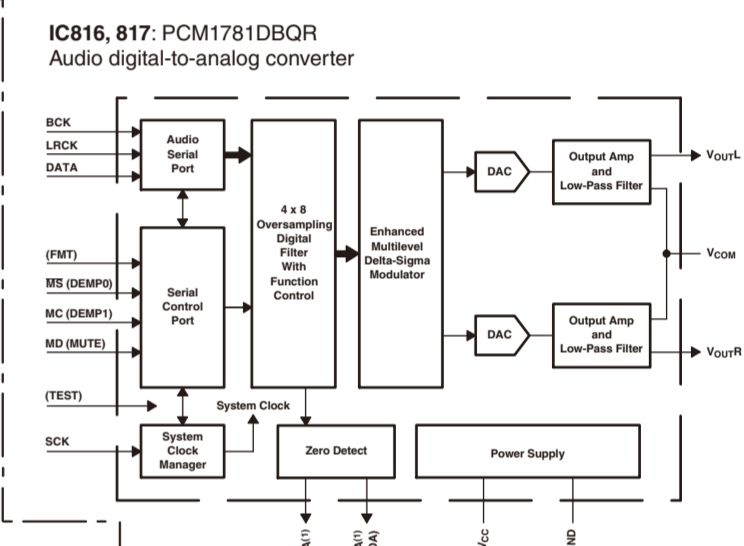 IC816, 817: PCM1781DBQR
Audio digital-to-analog converter
BCK
LRCK
DATA
Audio
Serial
Port
(FMT)
MS (DEMP0)
MC (DEMP1)
MD (MUTE)
Serial
Control
Port
(TEST)
SCK
System
Clock
Manager
System Clock
4 x 8
Oversampling
Digital
Filter
With
Function
Control
Enhanced
Multilevel
Delta-Sigma
Modulator
DAC
Output Amp
and
Low-Pass Filter
VOUTL
VCOM
DAC
Output Amp
and
Low-Pass Filter
VOUTR
Zero Detect
Power Supply